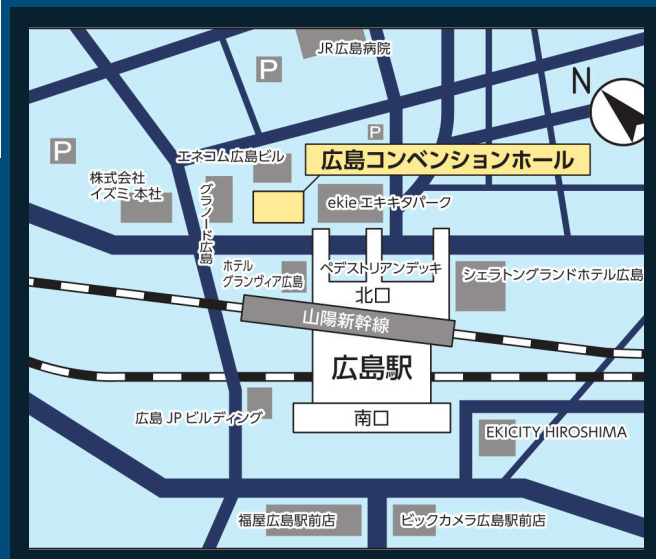 JR広島病院
P
N
P
P
エネコム広島ビル
広島コンベンションホール
株式会社
イズミ 本社
グラノード広島
ekie エキキタパーク
ホテル
グランヴィア広島
ペデストリアンデッキ
シェラトングランドホテル広島
北口
山陽新幹線
広島駅
広島 JP ビルディング
南口
EKICITY HIROSHIMA
福屋広島駅前店
ビックカメラ広島駅前店